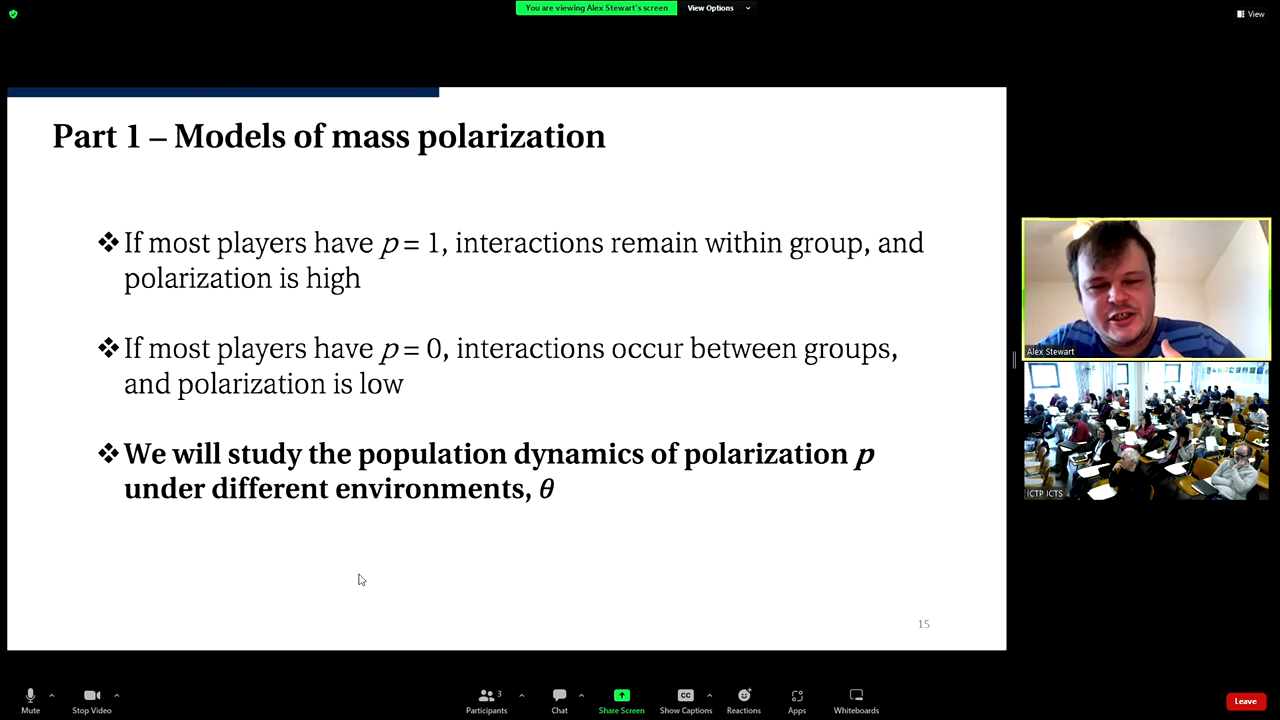 You are viewing Alex Stewart's screen
View Options
View
Part 1 – Models of mass polarization
❖If most players have p = 1, interactions remain within group, and
polarization is high
❖If most players have p = 0, interactions occur between groups,
and polarization is low
❖We will study the population dynamics of polarization p
under different environments, θ
15
Alex Stewart
ICTP ICTS
Mute
Stop Video
3
Participants
Chat
Share Screen
CC
Show Captions
Reactions
Apps
Whiteboards
Leave